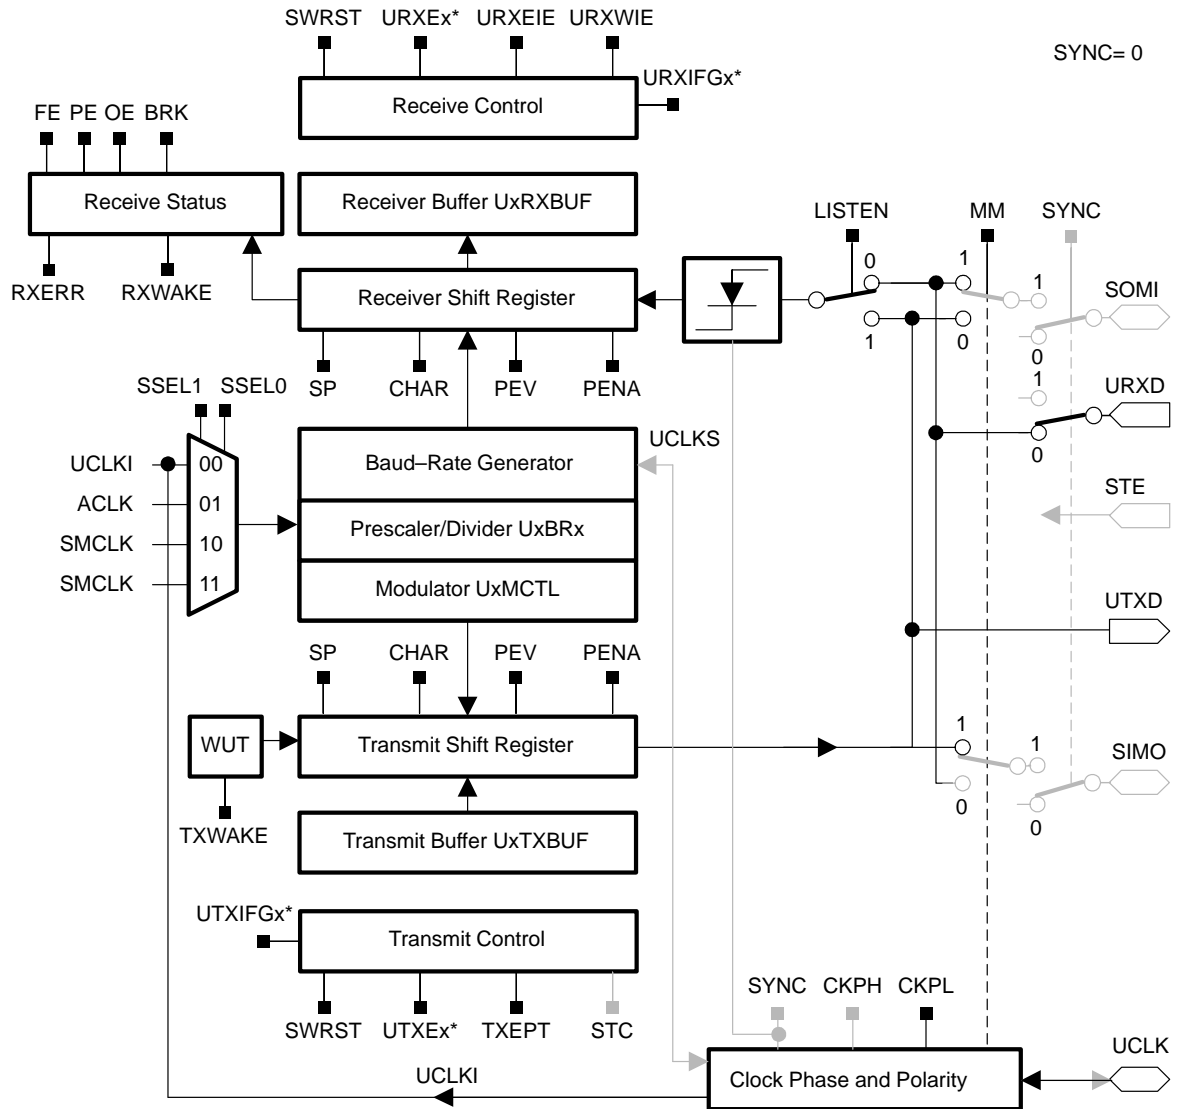 SWRST URXEx* URXEIE URXWIE
SYNC= 0
URXIFGx*
Receive Control
FE PE OE BRK
Receive Status
Receiver Buffer UxRXBUF
LISTEN MM SYNC
RXERR RXWAKE
Receiver Shift Register
0 1 1
SOMI
1 0 0
SP CHAR PEV PENA
SSEL1 SSEL0
1
URXD
UCLKS
0
UCLKI 00
Baud–Rate Generator
ACLK 01
STE
Prescaler/Divider UxBRx
SMCLK 10
SMCLK 11
Modulator UxMCTL
UTXD
SP CHAR PEV PENA
WUT
Transmit Shift Register
1 1
SIMO
0 0
TXWAKE
Transmit Buffer UxTXBUF
UTXIFGx*
Transmit Control
SYNC CKPH CKPL
SWRST UTXEx* TXEPT STC
UCLK
UCLKI
Clock Phase and Polarity